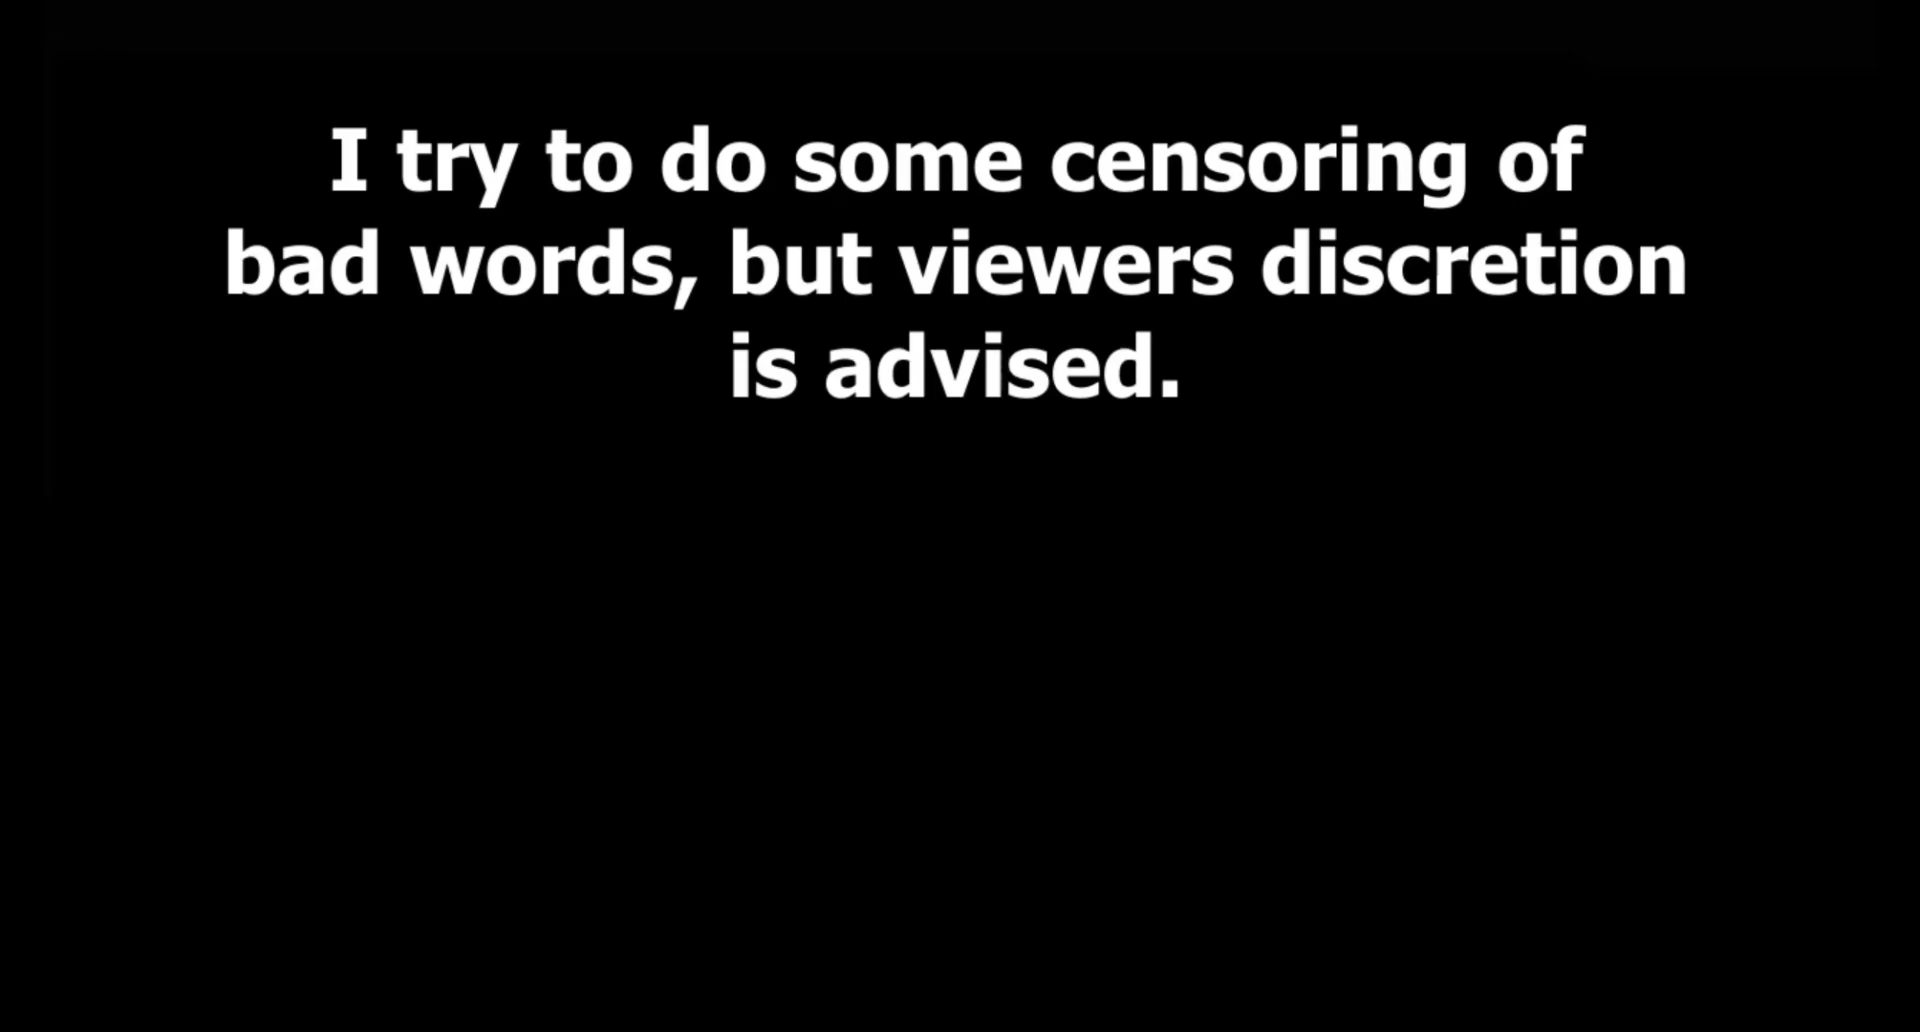 I try to do some censoring of
bad words, but viewers discretion
is advised.